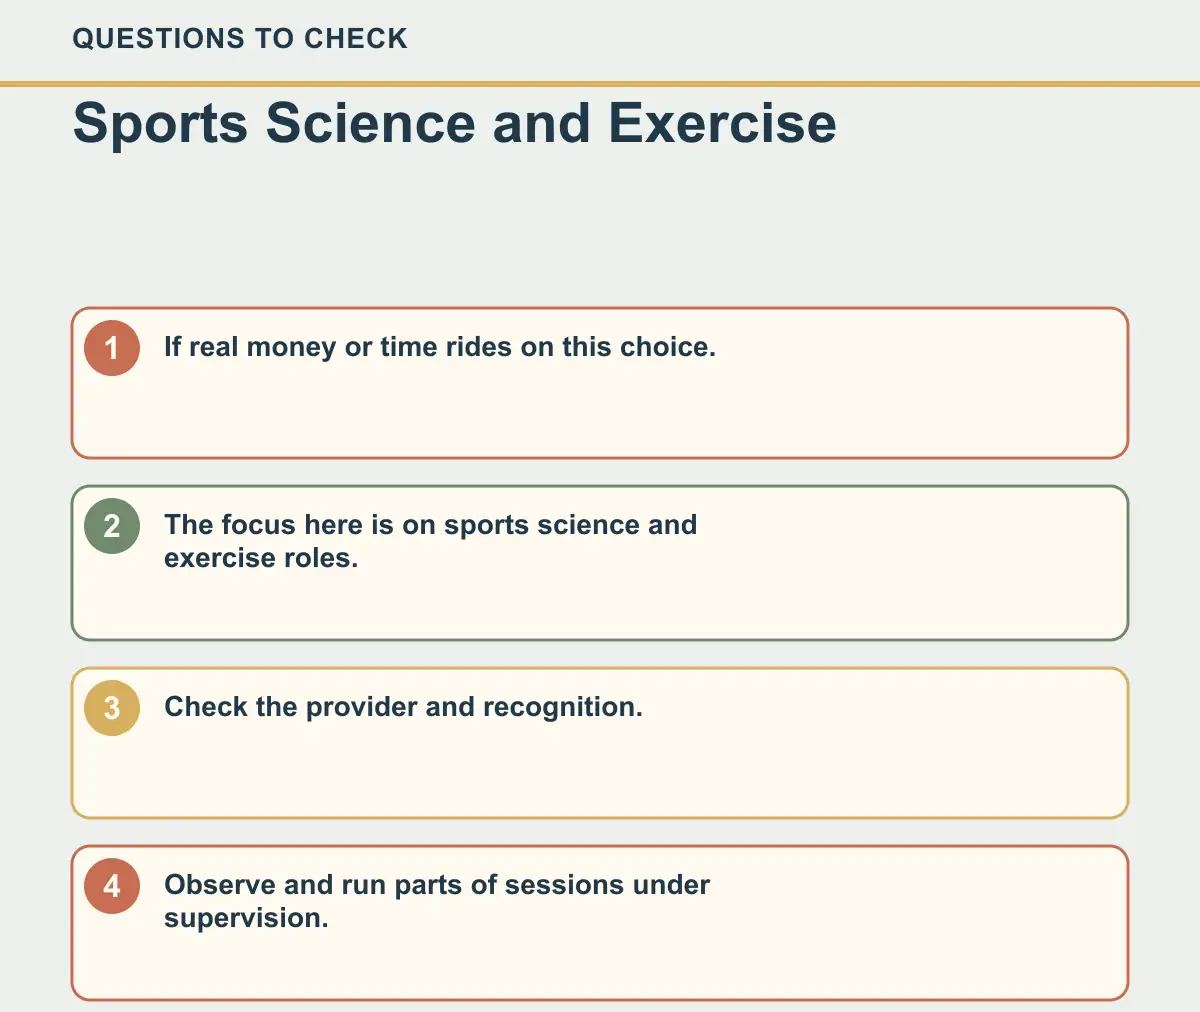 QUESTIONS TO CHECK
Sports Science and Exercise
1
If real money or time rides on this choice.
2
The focus here is on sports science and
exercise roles.
3
Check the provider and recognition.
4
Observe and run parts of sessions under
supervision.